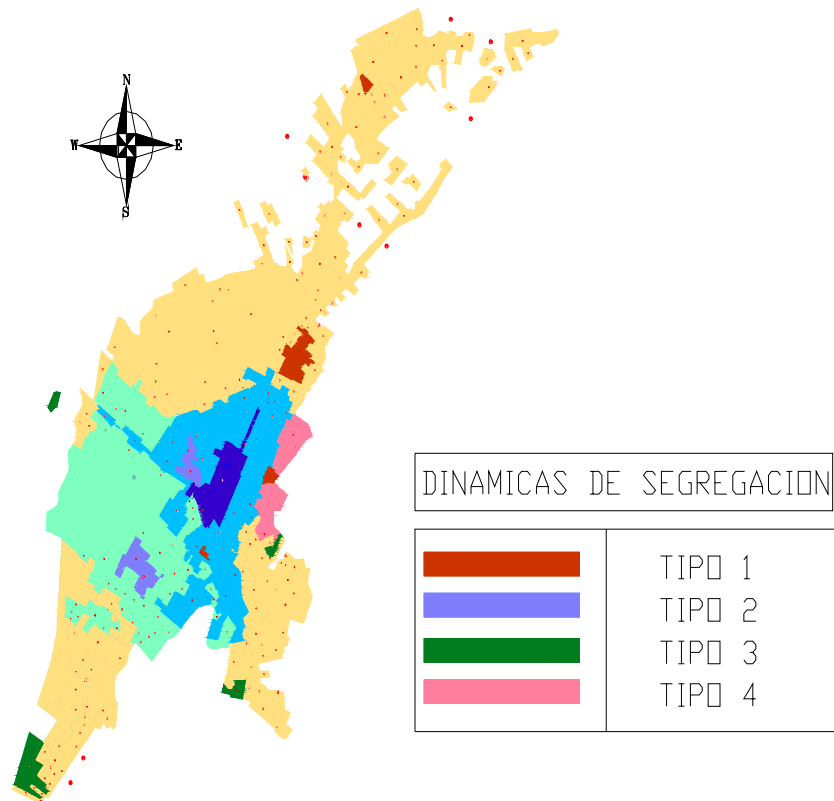 N
W E
S
DINAMICAS DE SEGREGACION
TIPO 1
TIPO 2
TIPO 3
TIPO 4